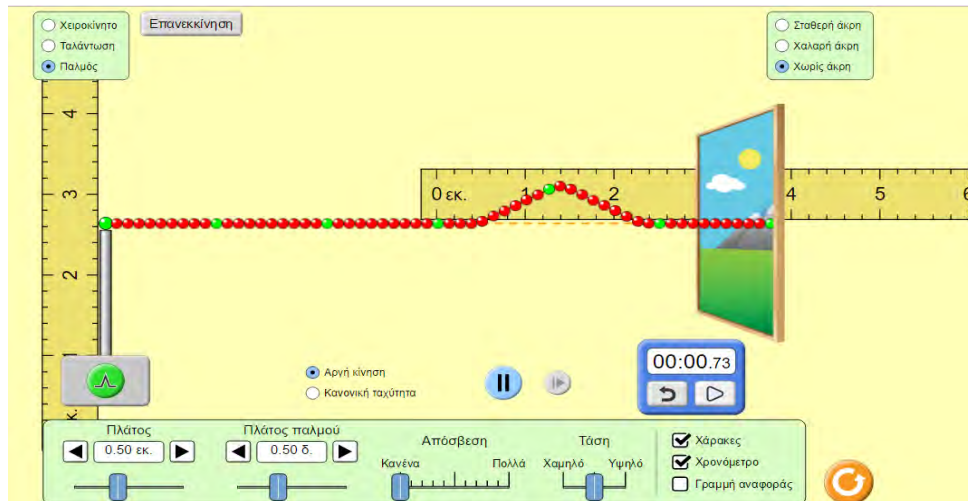 Χειροκίνητο
Ταλάντωση
Παλμός
Επανεκκίνηση
Σταθερή άκρη
Χαλαρή άκρη
Χωρίς άκρη
4
3
2
1
κ.
0 εκ. 1 2 4 5 6
00:00.73
Αργή κίνηση
Κανονική ταχύτητα
Πλάτος
0.50 εκ.
Πλάτος παλμού
0.50 δ.
Απόσβεση
Κανένα Πολλά
Τάση
Χαμηλό Υψηλό
Χάρακες
Χρονόμετρο
Γραμμή αναφοράς